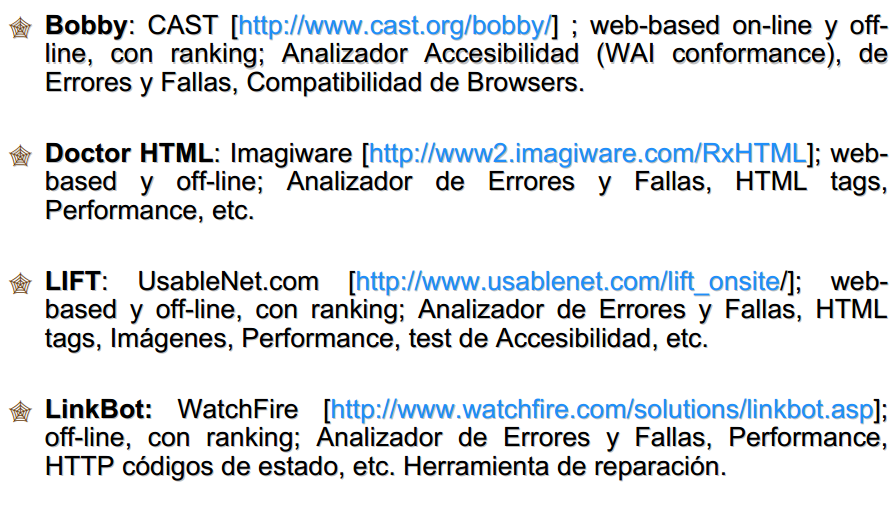 Bobby: CAST [http://www.cast.org/bobby/] ; web-based on-line y off-
line, con ranking; Analizador Accesibilidad (WAI conformance), de
Errores y Fallas, Compatibilidad de Browsers.
Doctor HTML: Imagiware [http://www2.imagiware.com/RxHTML]; web-
based y off-line; Analizador de Errores y Fallas, HTML tags,
Performance, etc.
LIFT: UsableNet.com [http://www.usablenet.com/lift_onsite/]; web-
based y off-line, con ranking; Analizador de Errores y Fallas, HTML
tags, Imágenes, Performance, test de Accesibilidad, etc.
LinkBot: WatchFire [http://www.watchfire.com/solutions/linkbot.asp];
off-line, con ranking; Analizador de Errores y Fallas, Performance,
HTTP códigos de estado, etc. Herramienta de reparación.